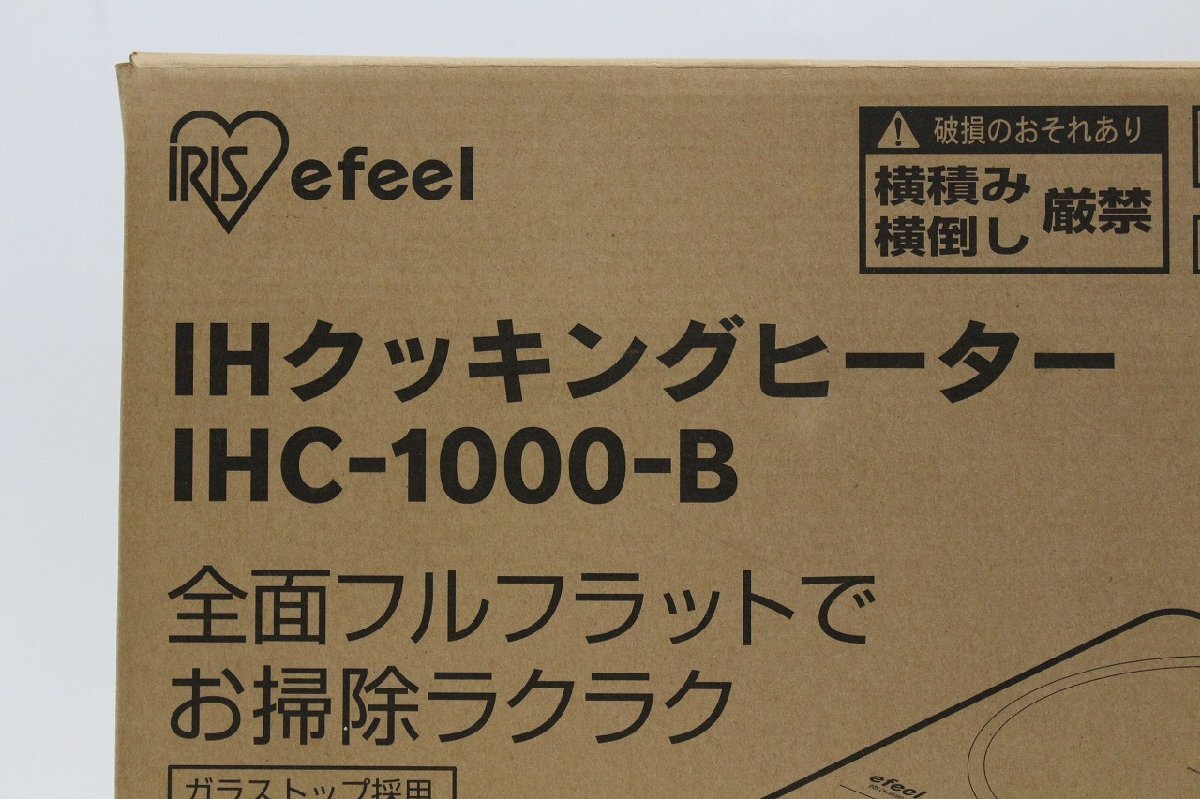 IRIS efeel
破損のおそれあり
横積み
横倒し
厳禁
IHクッキングヒーター
IHC-1000-B
全面フルフラットで
お掃除ラクラク
ガラストップ採用
efeel